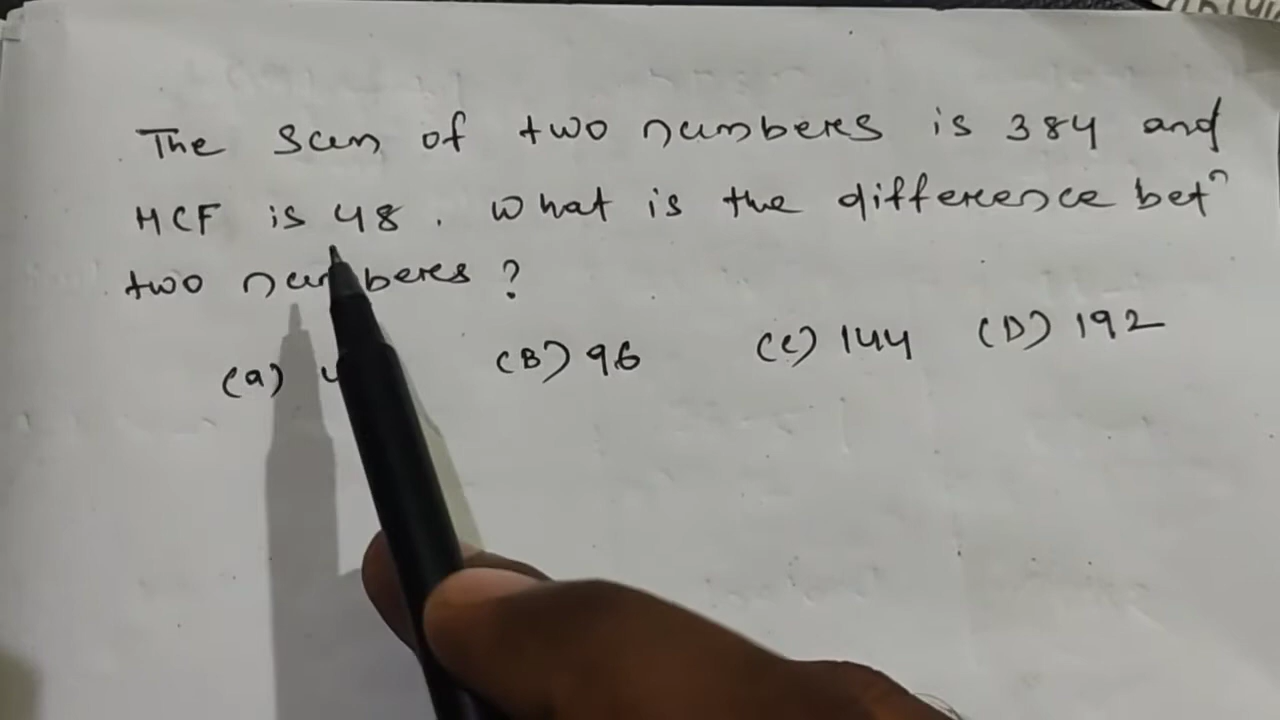 The Sum of two numbers is 384 and
HCF is 48. What is the difference betn
two numbers?
(a) (B) 96 (C) 144 (D) 192